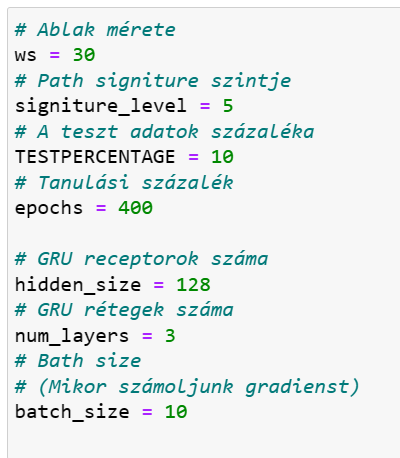 # Ablak mérete
ws = 30
# Path signiture szintje
signiture_level = 5
# A teszt adatok százaléka
TESTPERCENTAGE = 10
# Tanulási százalék
epochs = 400
# GRU receptorok száma
hidden_size = 128
# GRU rétegek száma
num_layers = 3
# Bath size
# (Mikor számoljunk gradienst)
batch_size = 10